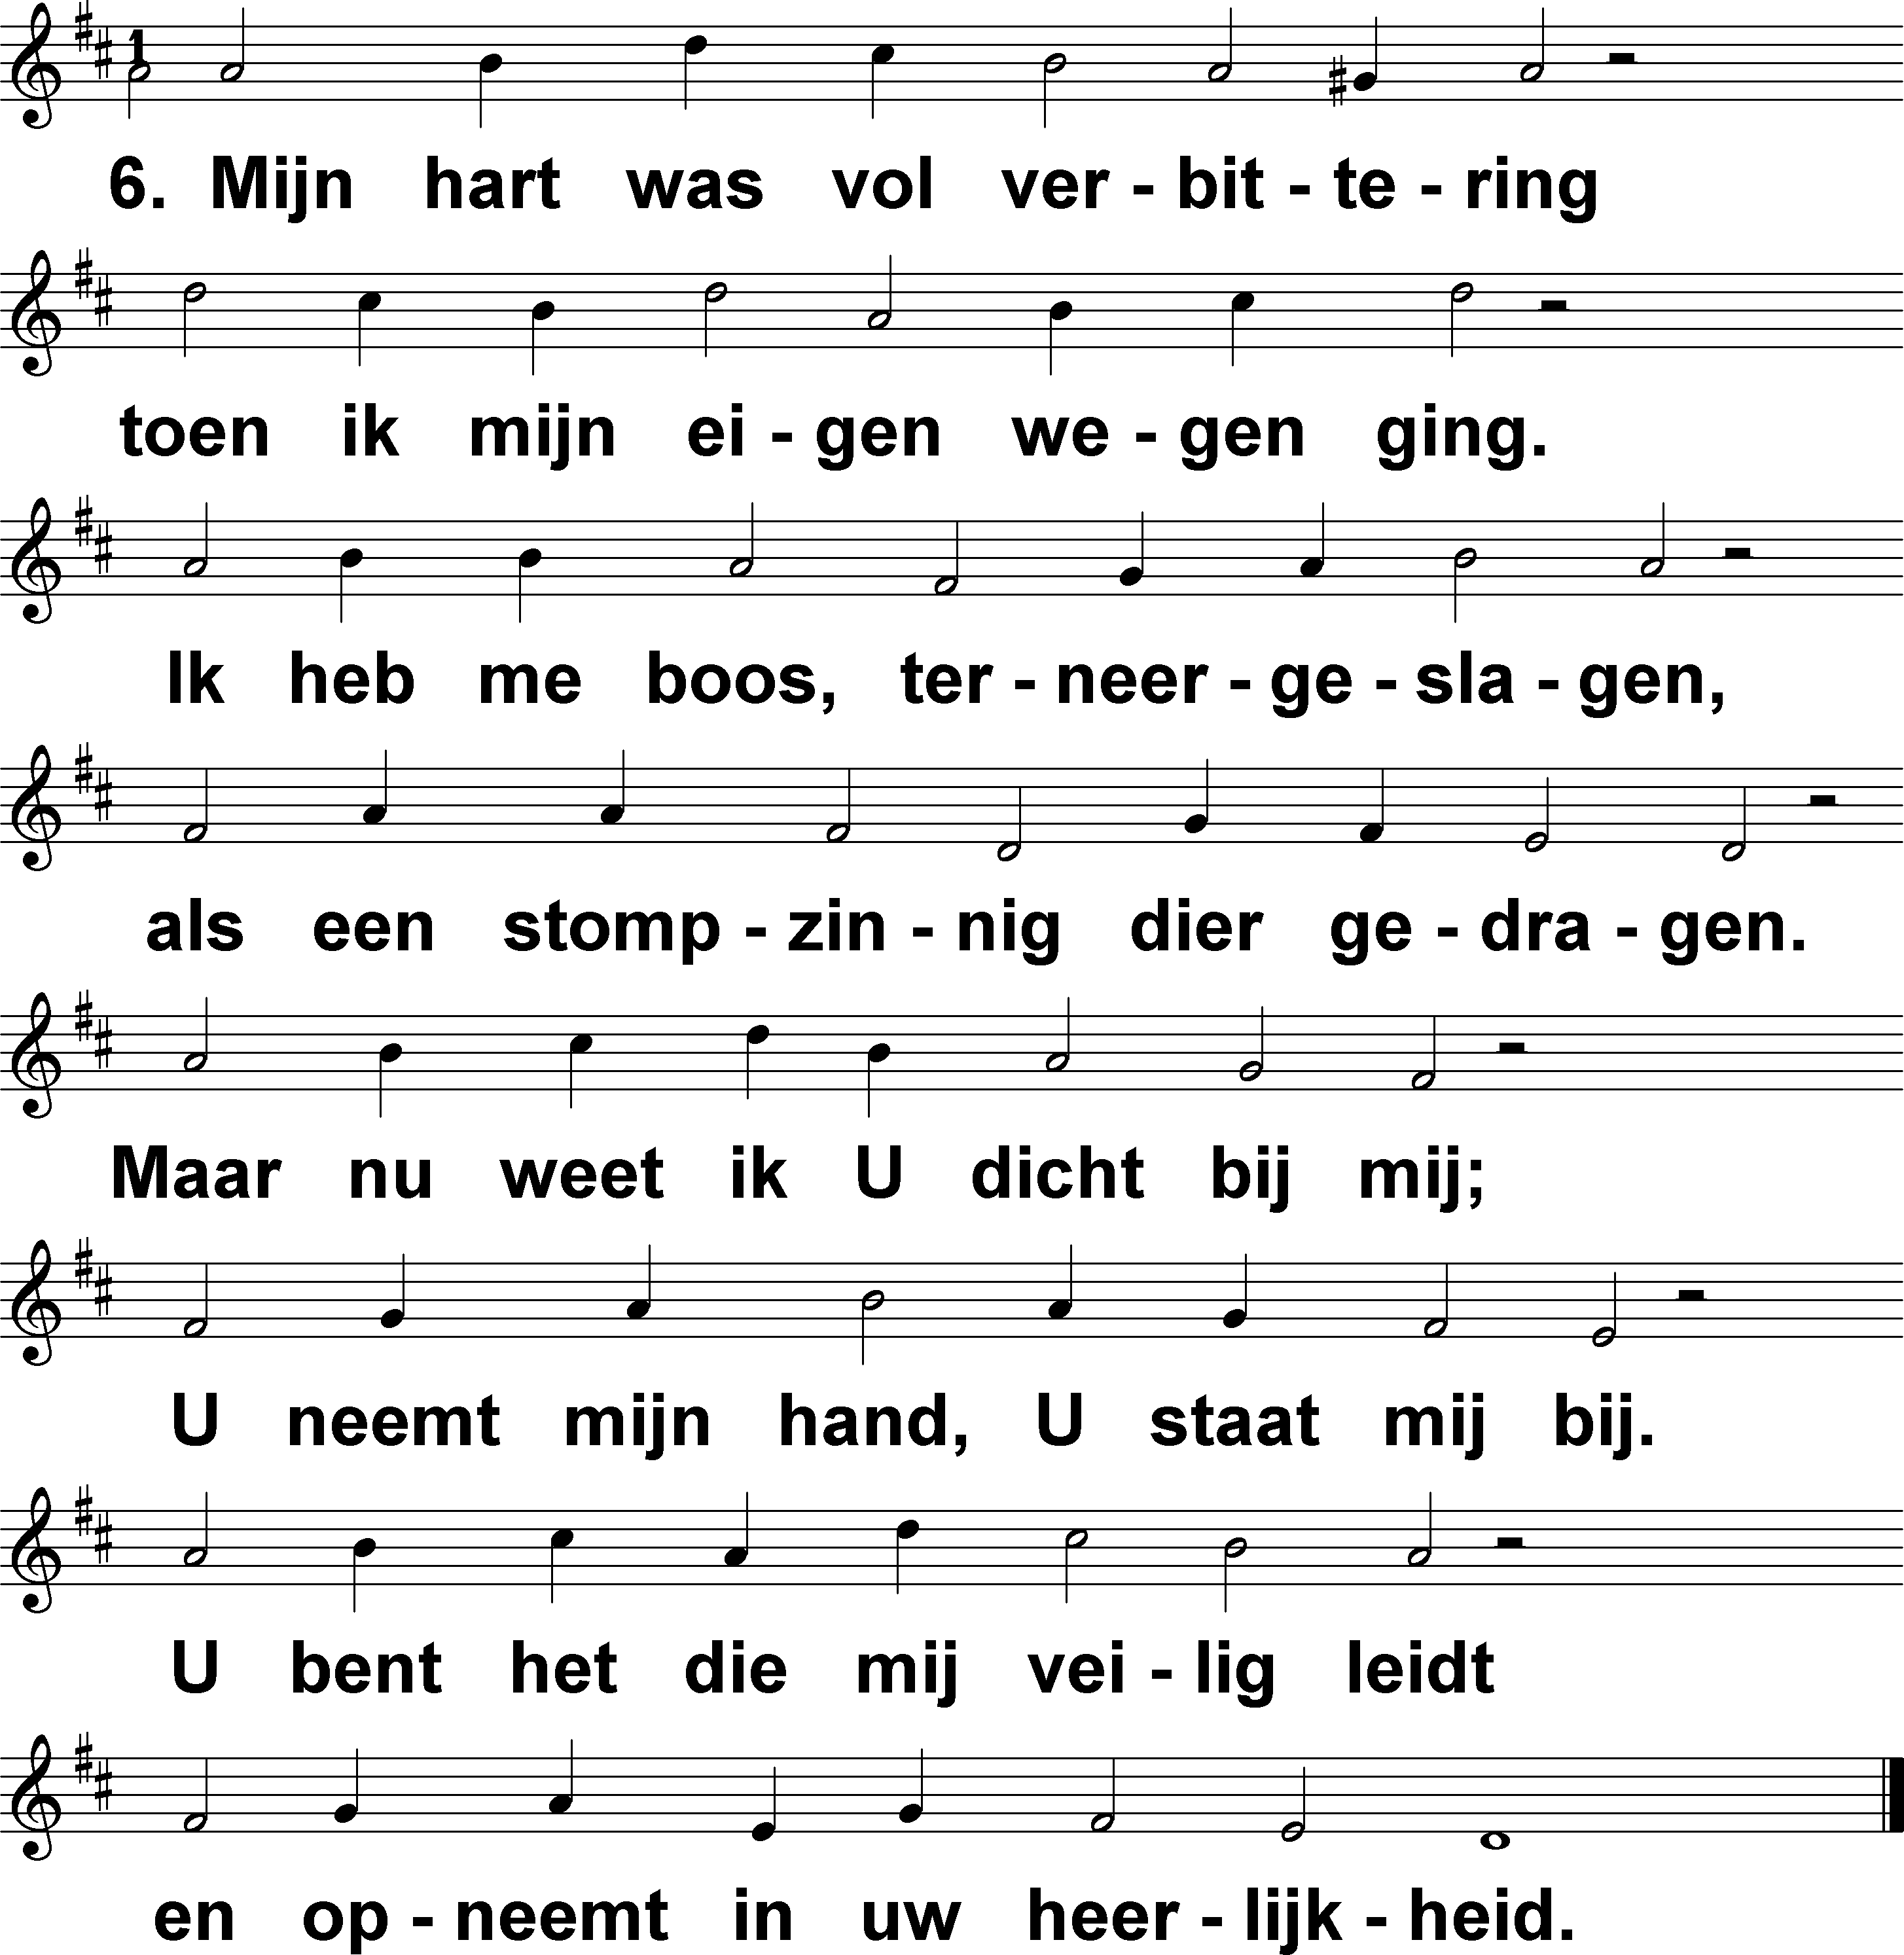 6. Mijn hart was vol ver - bit - te - ring
toen ik mijn ei - gen we - gen ging.
Ik heb me boos, ter - neer - ge - sla - gen,
als een stomp - zin - nig dier ge - dra - gen.
Maar nu weet ik U dicht bij mij;
U neemt mijn hand, U staat mij bij.
U bent het die mij vei - lig leidt
en op - neemt in uw heer - lijk - heid.